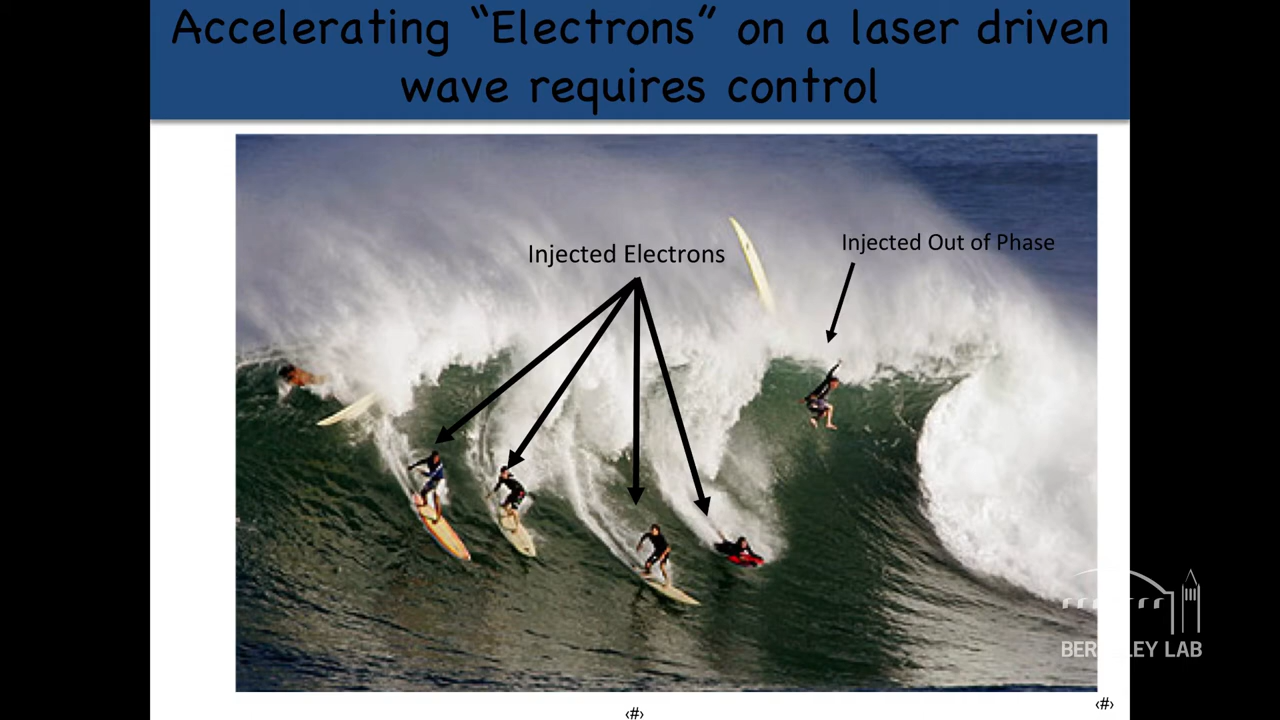 Accelerating “Electrons” on a laser driven
wave requires control
Injected Electrons
Injected Out of Phase
BERKELEY LAB
‹#›
‹#›